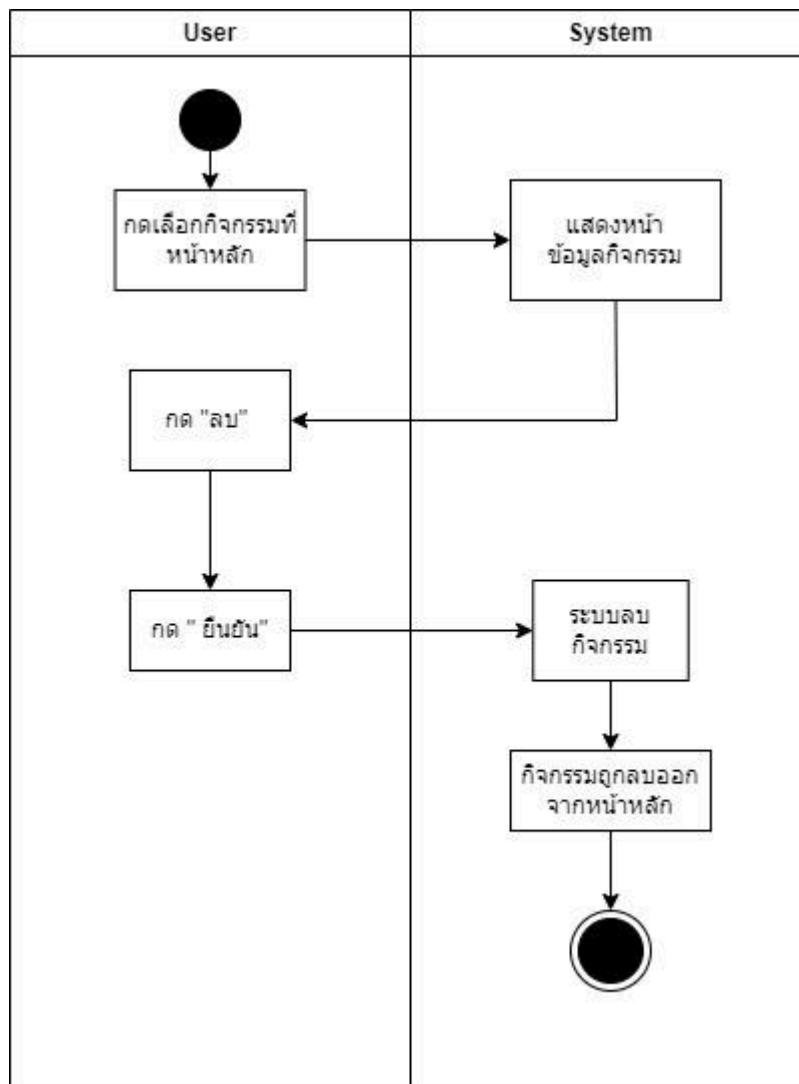 User
System
กดเลือกกิจกรรมที่
หน้าหลัก
แสดงหน้า
ข้อมูลกิจกรรม
กด "ลบ"
กด " ยืนยัน"
ระบบลบ
กิจกรรม
กิจกรรมถูกลบออก
จากหน้าหลัก